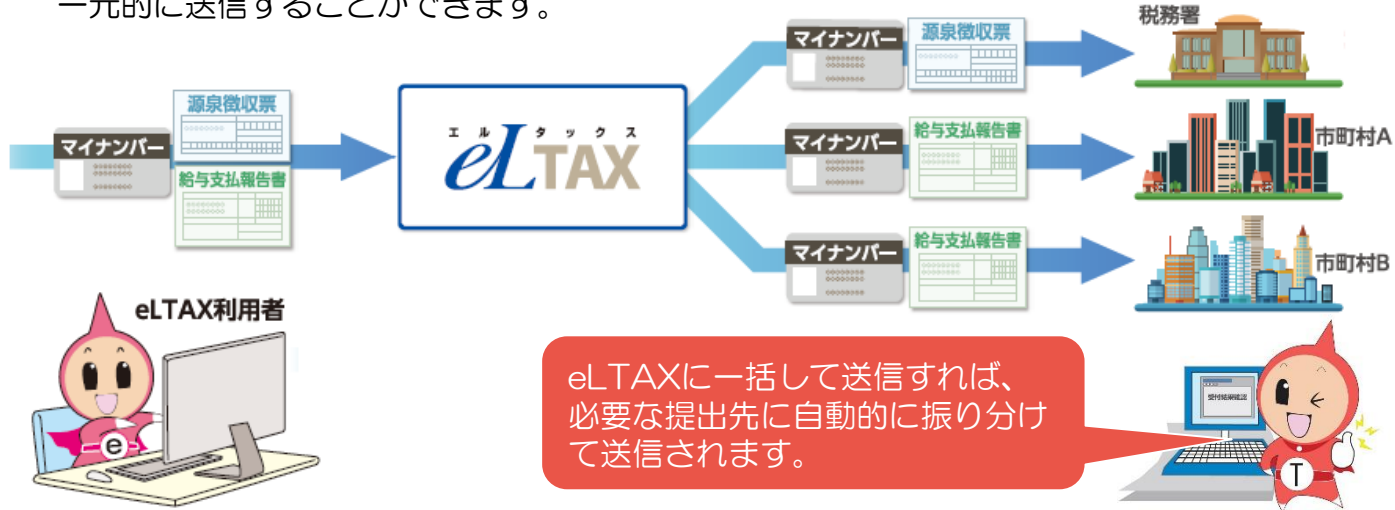 一元的に送信することができます。
マイナンバー
源泉徴収票
給与支払報告書
エルタックス
eLTAX
マイナンバー
源泉徴収票
税務署
マイナンバー
給与支払報告書
市町村A
マイナンバー
給与支払報告書
市町村B
eLTAX利用者
e
eLTAXに一括して送信すれば、
必要な提出先に自動的に振り分け
て送信されます。
受付結果確認
T